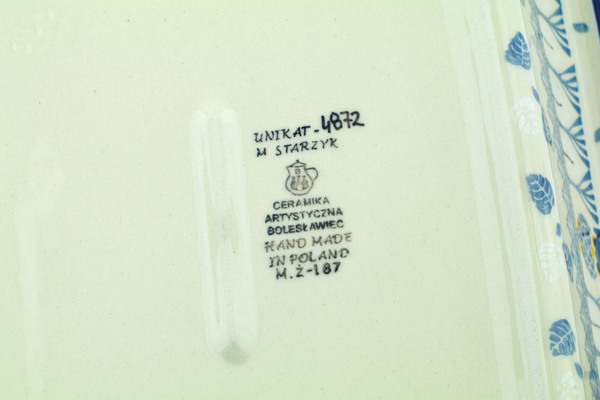 UNIKAT-4872
M STARZYK
CERAMIKA
ARTYSTYCZNA
BOLESŁAWIEC
HAND MADE
IN POLAND
M.Ż-187